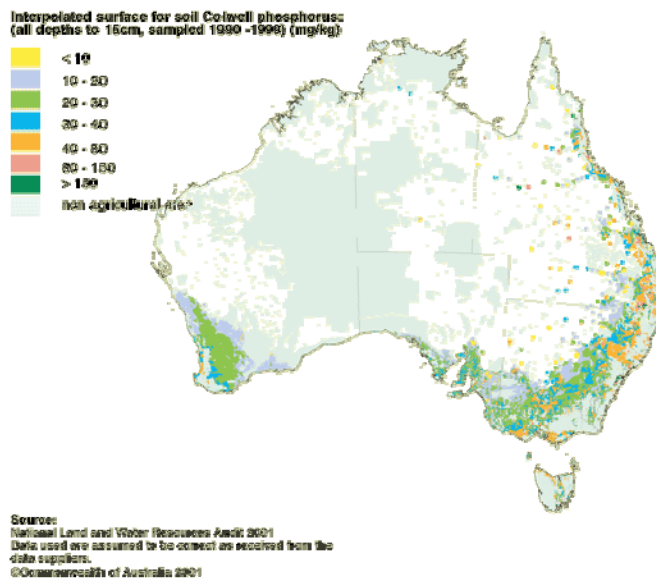 Interpolated surface for soil Colwell phosphorus:
(all depths to 15cm, sampled 1990 -1999) (mg/kg)
< 10
10 - 20
20 - 30
30 - 40
40 - 80
80 - 150
> 150
non agricultural area
Source:
National Land and Water Resources Audit 2001
Data used are assumed to be correct as received from the
data suppliers.
©Commonwealth of Australia 2001